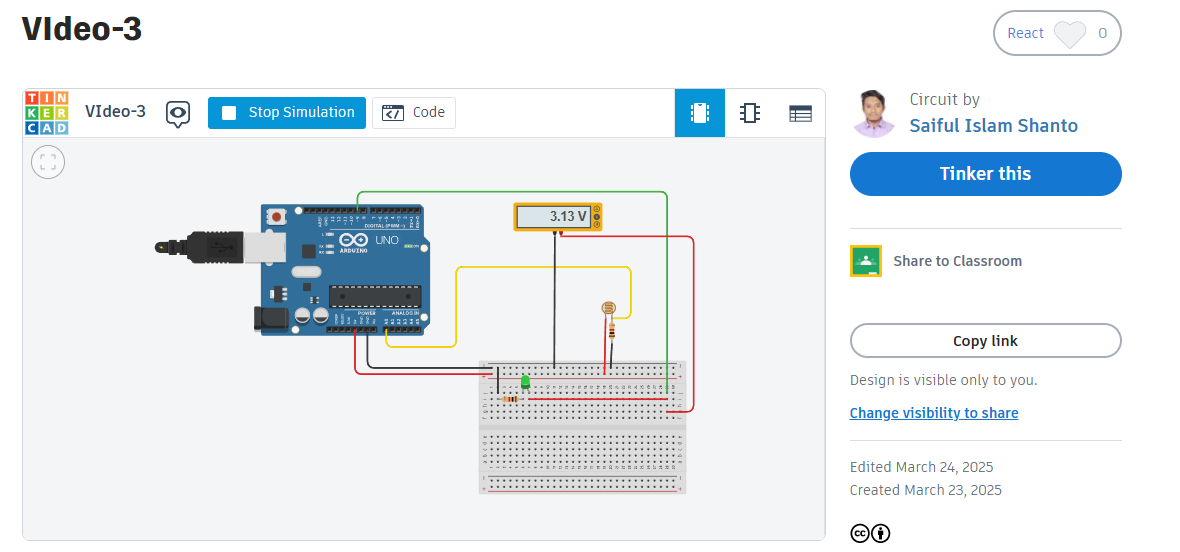 VIdeo-3
React 0
TIN
KER
CAD
VIdeo-3
Stop Simulation
Code
Circuit by
Saiful Islam Shanto
Tinker this
Share to Classroom
Copy link
Design is visible only to you.
Change visibility to share
Edited March 24, 2025
Created March 23, 2025
cc
3.13 V
DIGITAL (PWM~)
UNO
ARDUINO
POWER
ANALOG IN